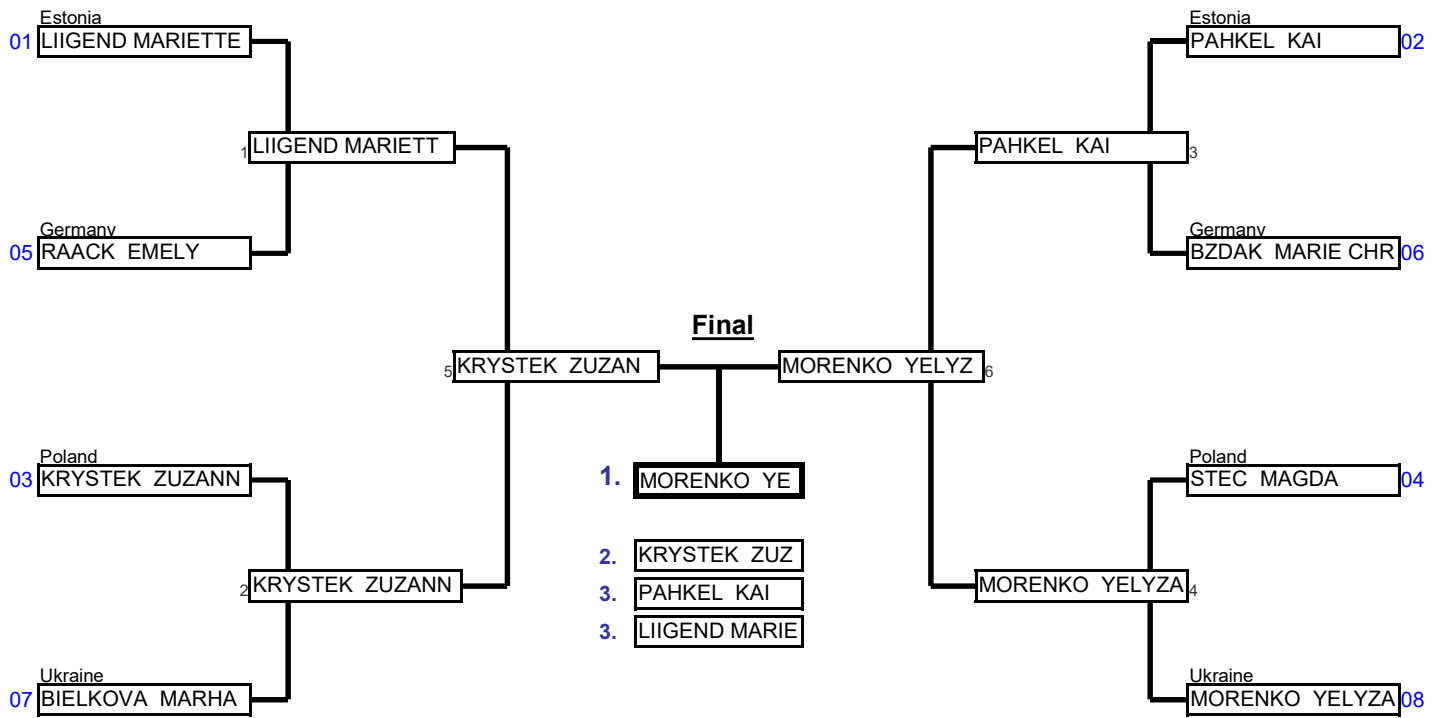 Estonia
01 LIIGEND MARIETTE
Estonia
PAHKEL KAI 02
1 LIIGEND MARIETT
PAHKEL KAI 3
Germany
05 RAACK EMELY
Germany
BZDAK MARIE CHR 06
Final
5 KRYSTEK ZUZAN
MORENKO YELYZ 6
Poland
03 KRYSTEK ZUZANN
1. MORENKO YE
Poland
STEC MAGDA 04
2. KRYSTEK ZUZ
3. PAHKEL KAI
3. LIIGEND MARIE
2 KRYSTEK ZUZANN
MORENKO YELYZA 4
Ukraine
07 BIELKOVA MARHA
Ukraine
MORENKO YELYZA 08